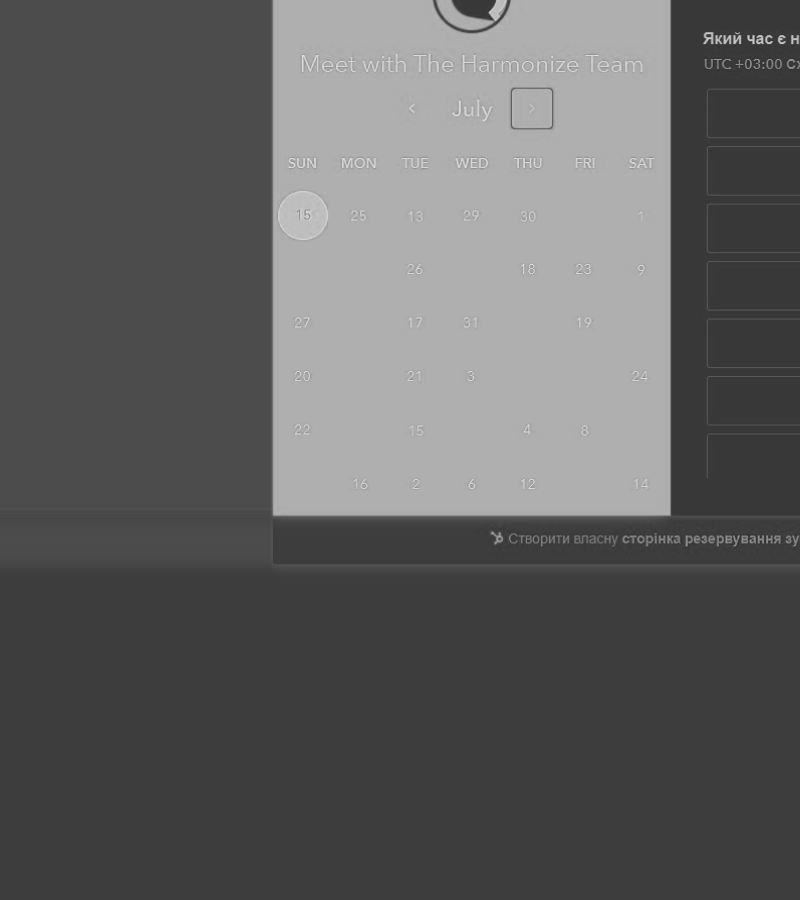 Meet with The Harmonize Team
July
SUN MON TUE WED THU FRI SAT
15 25 13 29 30 1
26 18 23 9
27 17 31 19
20 21 3 24
22 15 4 8
16 2 6 12 14
Який час є н
UTC +03:00 Сх
Створити власну сторінка резервування зу